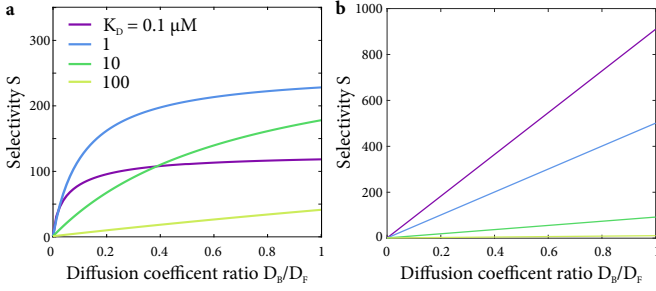 a
K_D = 0.1 μM
1
10
100
Selectivity S
300
200
100
0
0 0.2 0.4 0.6 0.8 1
Diffusion coefficent ratio D_B/D_F
b
Selectivity S
1000
800
600
400
200
0
0 0.2 0.4 0.6 0.8 1
Diffusion coefficent ratio D_B/D_F